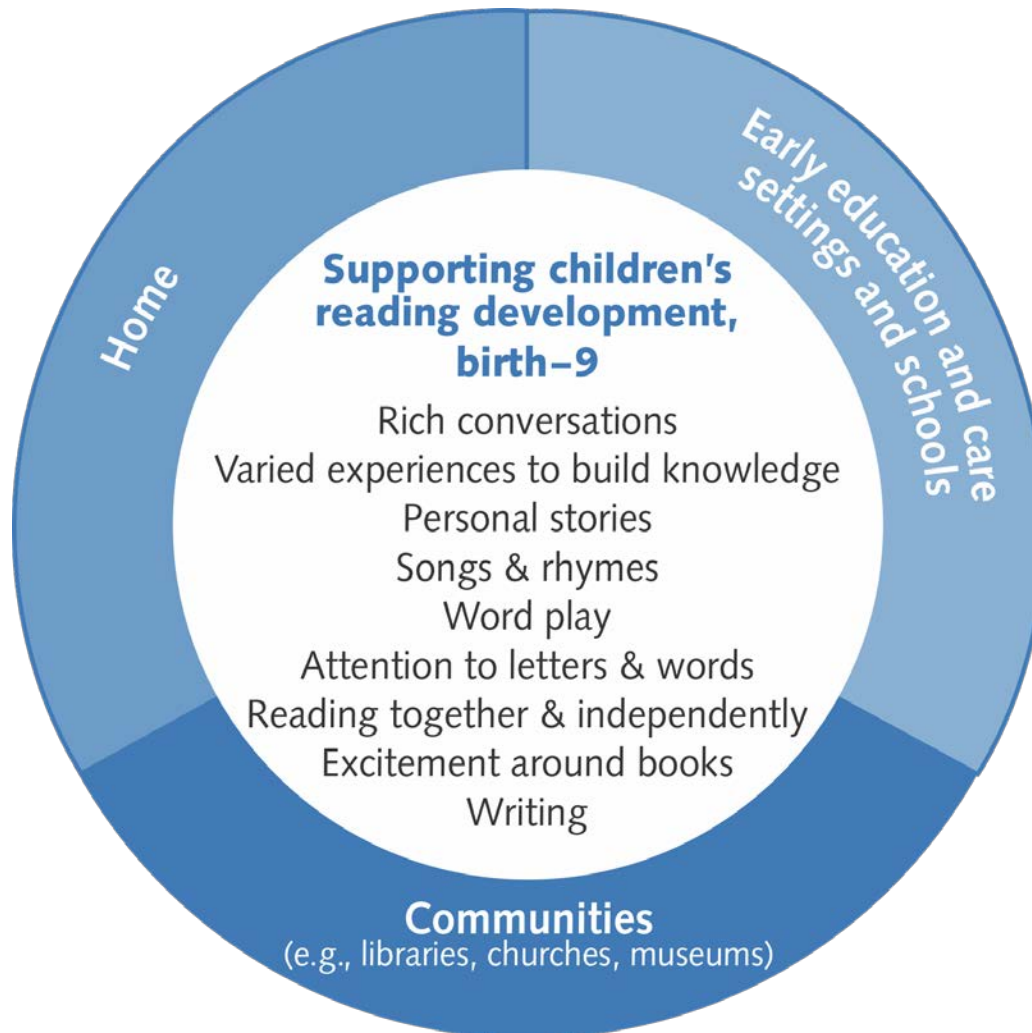 Home
Early education and care
settings and schools
Supporting children's
reading development,
birth–9
Rich conversations
Varied experiences to build knowledge
Personal stories
Songs & rhymes
Word play
Attention to letters & words
Reading together & independently
Excitement around books
Writing
Communities
(e.g., libraries, churches, museums)